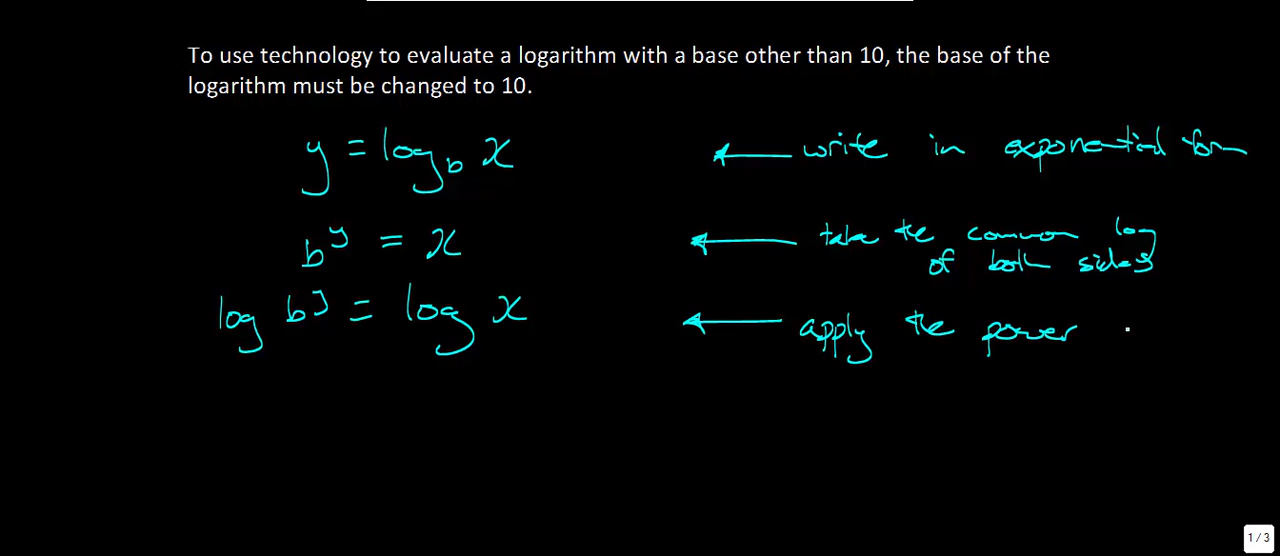 To use technology to evaluate a logarithm with a base other than 10, the base of the
logarithm must be changed to 10.
y = log_b x ← write in exponential form
b^y = x ← take the common log
of both sides
log b^y = log x ← apply the power
1 / 3